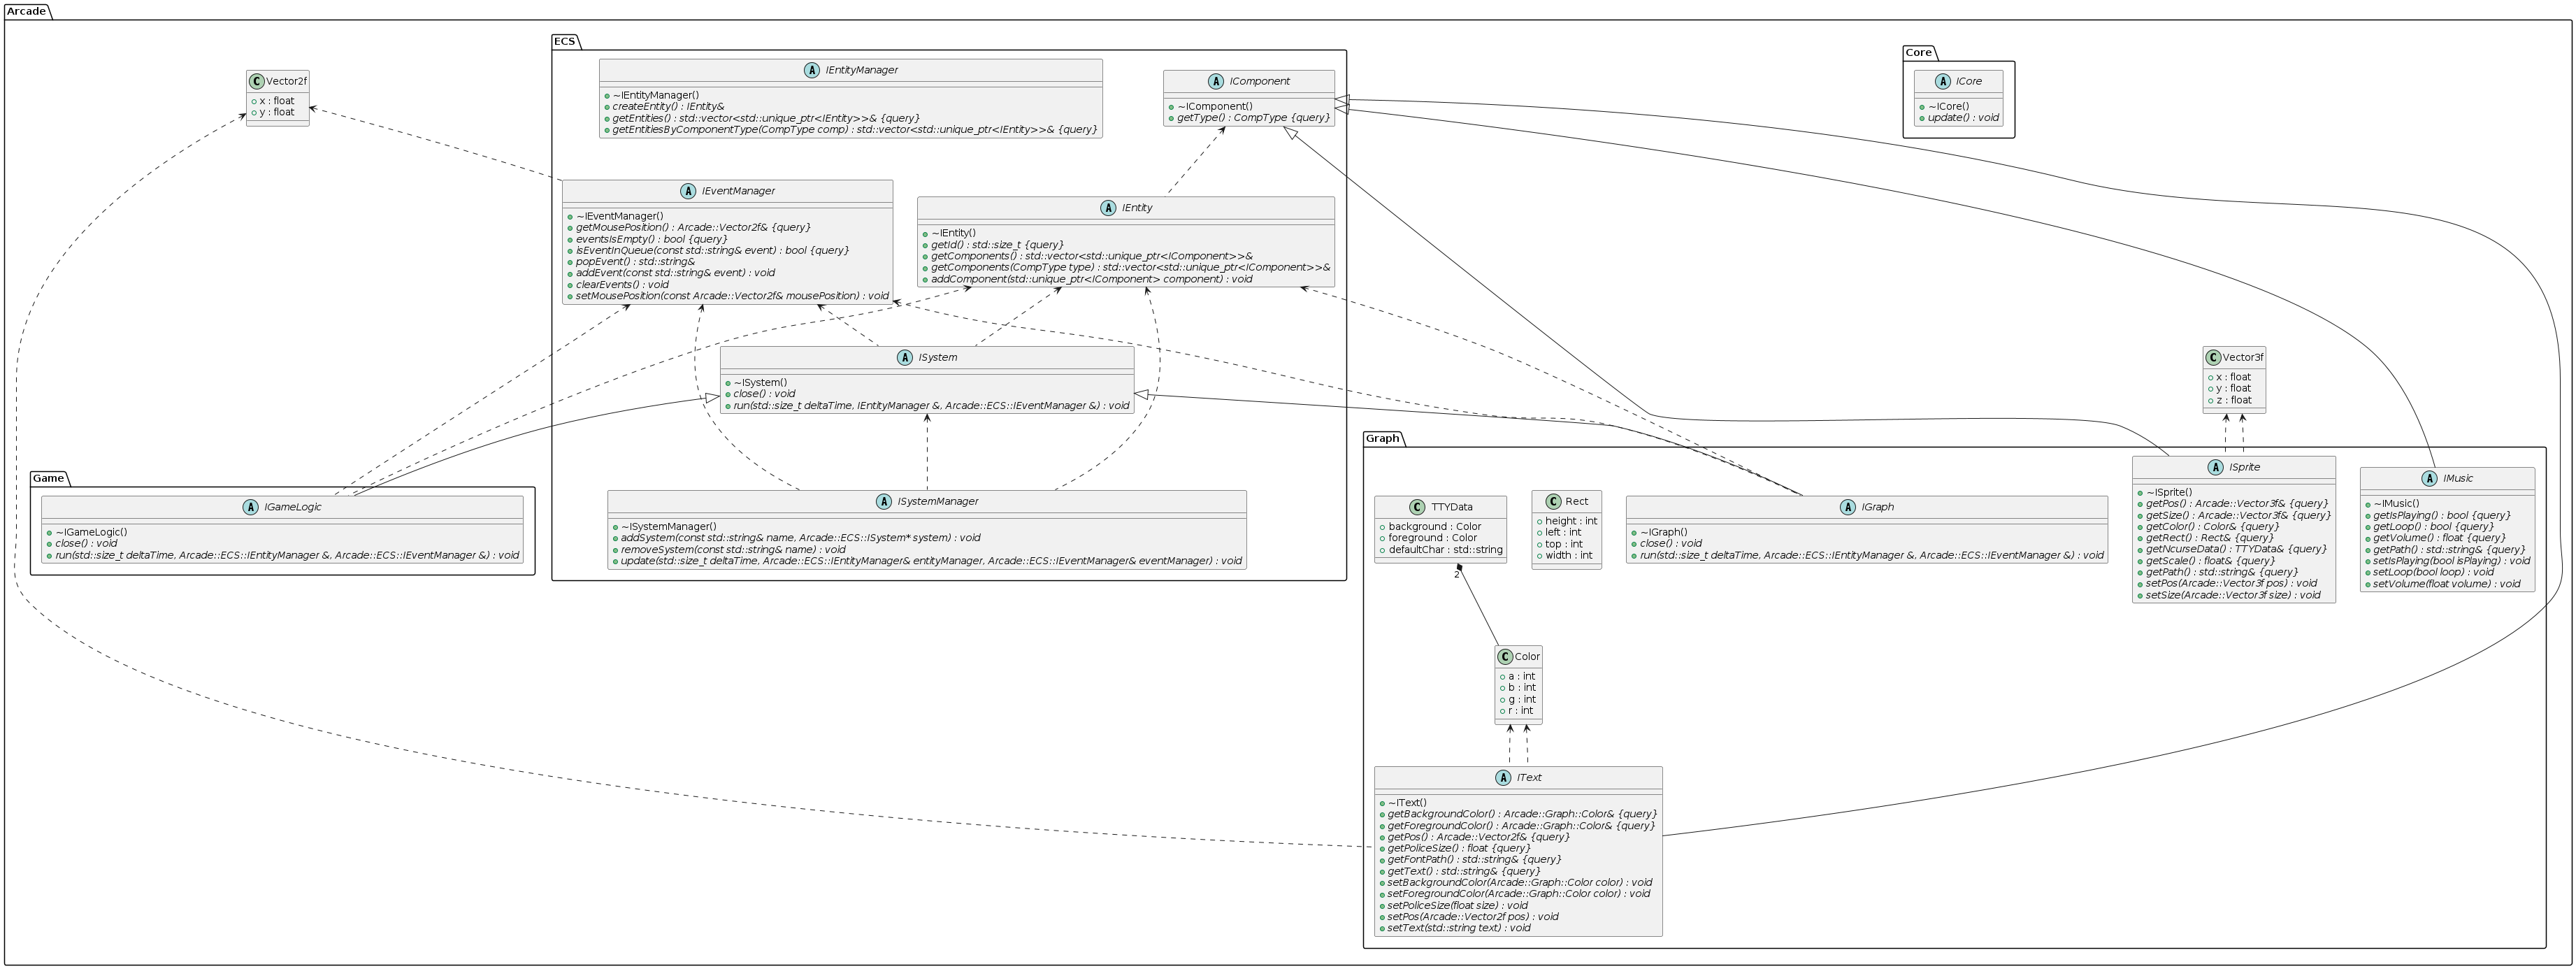 Arcade
ECS
Core
Vector2f
x : float
y : float
IEntityManager
~IEntityManager()
createEntity() : IEntity&
getEntities() : std::vector<std::unique_ptr<IEntity>>& {query}
getEntitiesByComponentType(CompType comp) : std::vector<std::unique_ptr<IEntity>>& {query}
IComponent
~IComponent()
getType() : CompType {query}
ICore
~ICore()
update() : void
IEventManager
~IEventManager()
getMousePosition() : Arcade::Vector2f& {query}
eventsIsEmpty() : bool {query}
isEventInQueue(const std::string& event) : bool {query}
popEvent() : std::string&
addEvent(const std::string& event) : void
clearEvents() : void
setMousePosition(const Arcade::Vector2f& mousePosition) : void
IEntity
~IEntity()
getId() : std::size_t {query}
getComponents() : std::vector<std::unique_ptr<IComponent>>&
getComponents(CompType type) : std::vector<std::unique_ptr<IComponent>>&
addComponent(std::unique_ptr<IComponent> component) : void
ISystem
~ISystem()
close() : void
run(std::size_t deltaTime, IEntityManager &, Arcade::ECS::IEventManager &) : void
Vector3f
x : float
y : float
z : float
Game
IGameLogic
~IGameLogic()
close() : void
run(std::size_t deltaTime, Arcade::ECS::IEntityManager &, Arcade::ECS::IEventManager &) : void
ISystemManager
~ISystemManager()
addSystem(const std::string& name, Arcade::ECS::ISystem* system) : void
removeSystem(const std::string& name) : void
update(std::size_t deltaTime, Arcade::ECS::IEntityManager& entityManager, Arcade::ECS::IEventManager& eventManager) : void
Graph
TTYData
background : Color
foreground : Color
defaultChar : std::string
Rect
height : int
left : int
top : int
width : int
IGraph
~IGraph()
close() : void
run(std::size_t deltaTime, Arcade::ECS::IEntityManager &, Arcade::ECS::IEventManager &) : void
ISprite
~ISprite()
getPos() : Arcade::Vector3f& {query}
getSize() : Arcade::Vector3f& {query}
getColor() : Color& {query}
getRect() : Rect& {query}
getNcurseData() : TTYData& {query}
getScale() : float& {query}
getPath() : std::string& {query}
setPos(Arcade::Vector3f pos) : void
setSize(Arcade::Vector3f size) : void
IMusic
~IMusic()
getIsPlaying() : bool {query}
getLoop() : bool {query}
getVolume() : float {query}
getPath() : std::string& {query}
setIsPlaying(bool isPlaying) : void
setLoop(bool loop) : void
setVolume(float volume) : void
2
Color
a : int
b : int
g : int
r : int
IText
~IText()
getBackgroundColor() : Arcade::Graph::Color& {query}
getForegroundColor() : Arcade::Graph::Color& {query}
getPos() : Arcade::Vector2f& {query}
getPoliceSize() : float {query}
getFontPath() : std::string& {query}
getText() : std::string& {query}
setBackgroundColor(Arcade::Graph::Color color) : void
setForegroundColor(Arcade::Graph::Color color) : void
setPoliceSize(float size) : void
setPos(Arcade::Vector2f pos) : void
setText(std::string text) : void